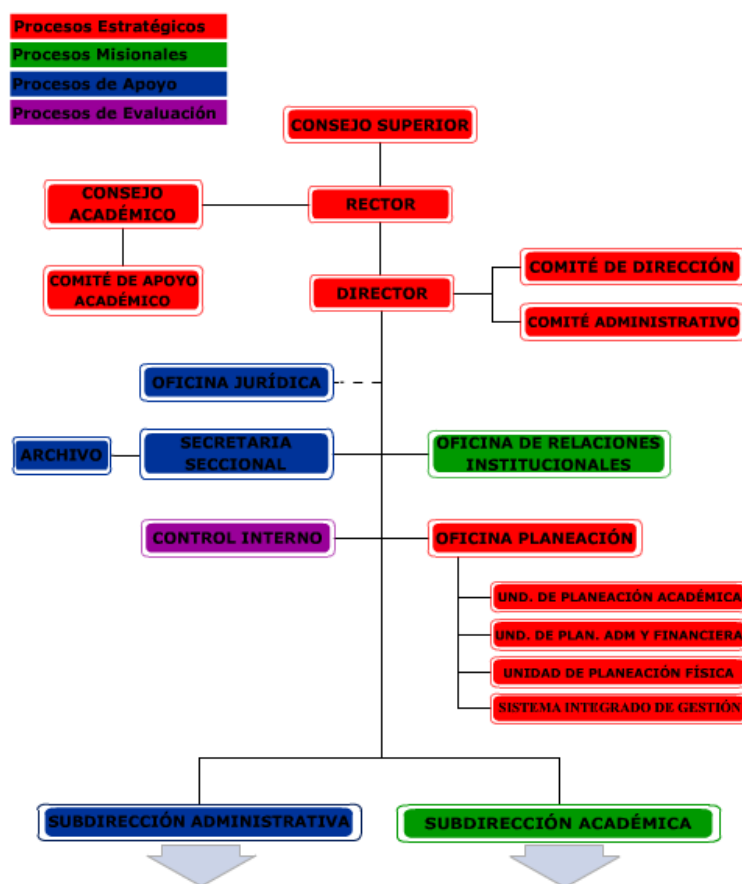 Procesos Estratégicos
Procesos Misionales
Procesos de Apoyo
Procesos de Evaluación
CONSEJO SUPERIOR
CONSEJO
ACADÉMICO
RECTOR
COMITÉ DE APOYO
ACADÉMICO
DIRECTOR
COMITÉ DE DIRECCIÓN
COMITÉ ADMINISTRATIVO
OFICINA JURÍDICA
ARCHIVO
SECRETARIA
SECCIONAL
OFICINA DE RELACIONES
INSTITUCIONALES
CONTROL INTERNO
OFICINA PLANEACIÓN
UND. DE PLANEACIÓN ACADÉMICA
UND. DE PLAN. ADM Y FINANCIERA
UNIDAD DE PLANEACIÓN FÍSICA
SISTEMA INTEGRADO DE GESTIÓN
SUBDIRECCIÓN ADMINISTRATIVA
SUBDIRECCIÓN ACADÉMICA